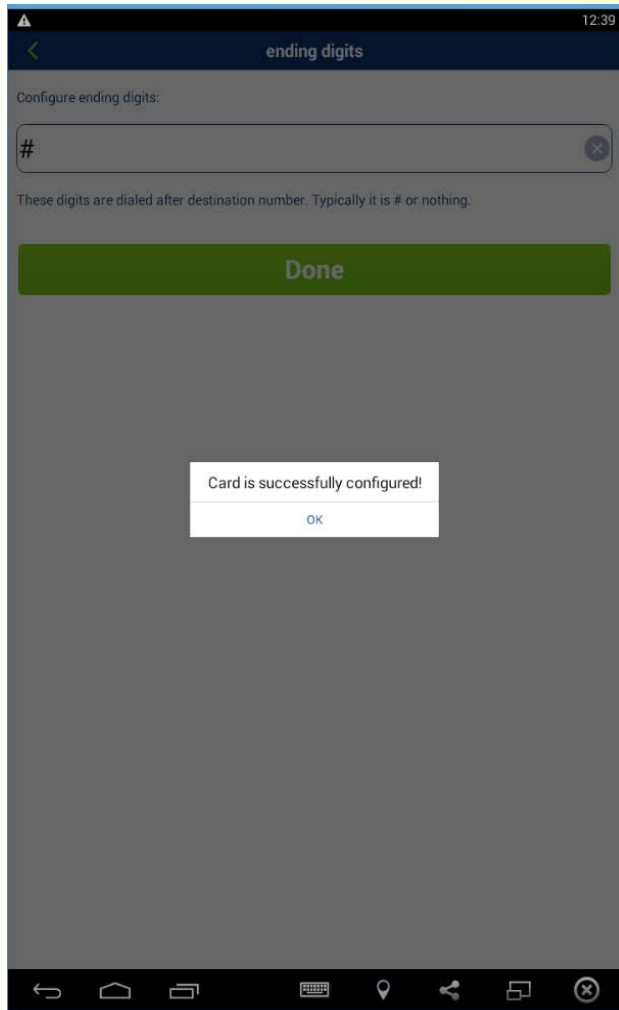 12:39
ending digits
Configure ending digits:
#
These digits are dialed after destination number. Typically it is # or nothing.
Done
Card is successfully configured!
OK